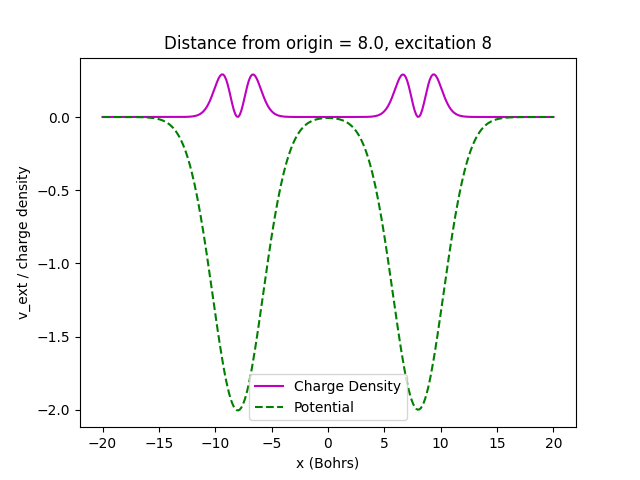 Distance from origin = 8.0, excitation 8
v_ext / charge density
0.0
−0.5
−1.0
−1.5
−2.0
Charge Density
Potential
−20 −15 −10 −5 0 5 10 15 20
x (Bohrs)